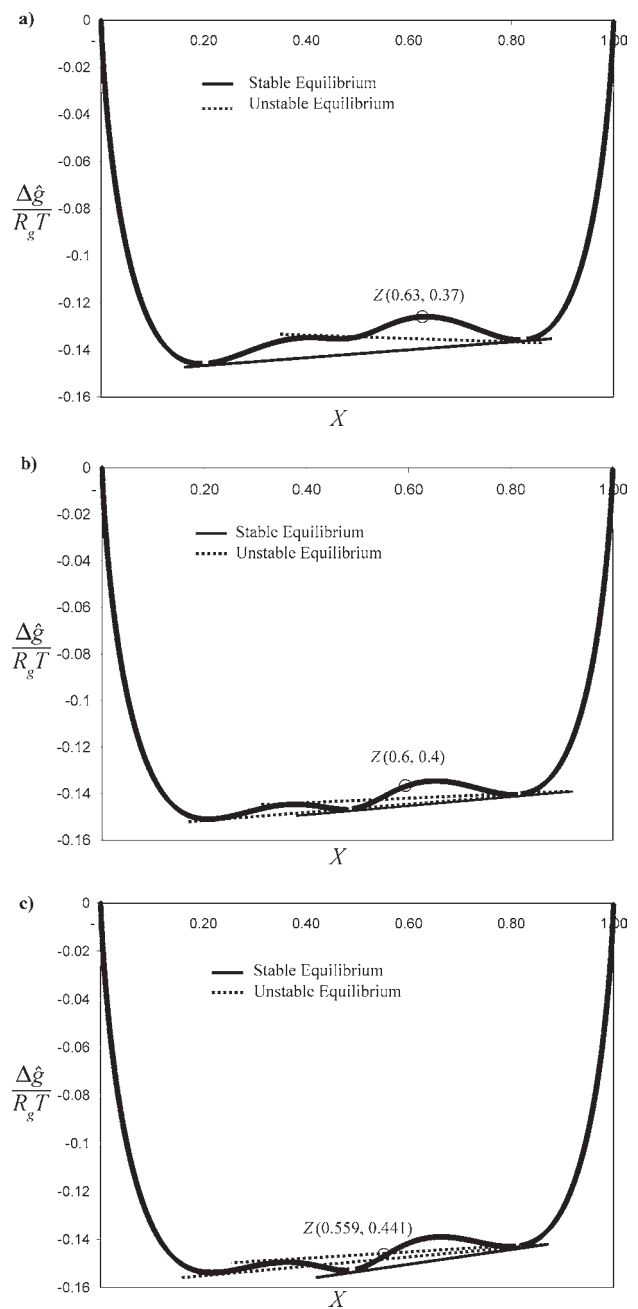 a)
0
- 0.20 0.40 0.60 0.80 1.00
-0.02
Stable Equilibrium
Unstable Equilibrium
-0.04
-0.06
-0.08
Δĝ
R_gT
-0.1
Z(0.63, 0.37)
-0.12
-0.14
-0.16
X
b)
0
- 0.20 0.40 0.60 0.80 1.00
-0.02
Stable Equilibrium
Unstable Equilibrium
-0.04
-0.06
-0.08
Δĝ
R_gT
-0.1
Z(0.6, 0.4)
-0.12
-0.14
-0.16
X
c)
0
- 0.20 0.40 0.60 0.80 1.00
-0.02
Stable Equilibrium
Unstable Equilibrium
-0.04
-0.06
-0.08
Δĝ
R_gT
-0.1
-0.12
Z(0.559, 0.441)
-0.14
-0.16
X